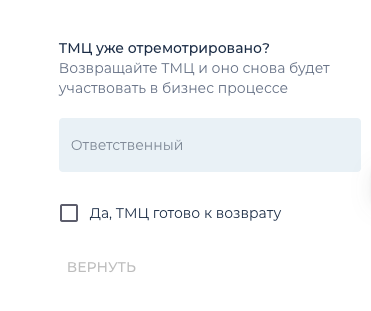 ТМЦ уже отремотрировано?
Возвращайте ТМЦ и оно снова будет
участвовать в бизнес процессе
Ответственный
Да, ТМЦ готово к возврату
ВЕРНУТЬ